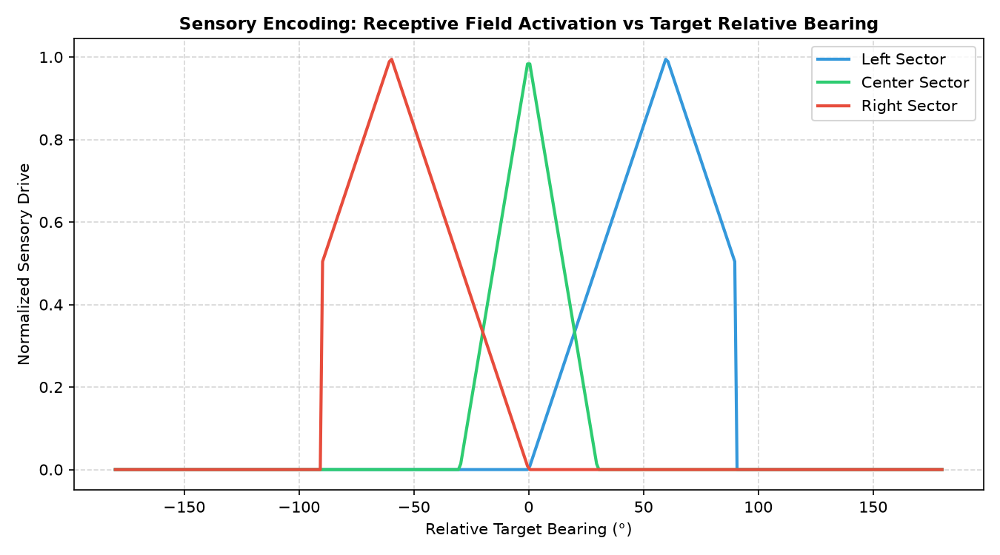 Sensory Encoding: Receptive Field Activation vs Target Relative Bearing
Left Sector
Center Sector
Right Sector
Normalized Sensory Drive
1.0
0.8
0.6
0.4
0.2
0.0
−150
−100
−50
0
50
100
150
Relative Target Bearing (°)